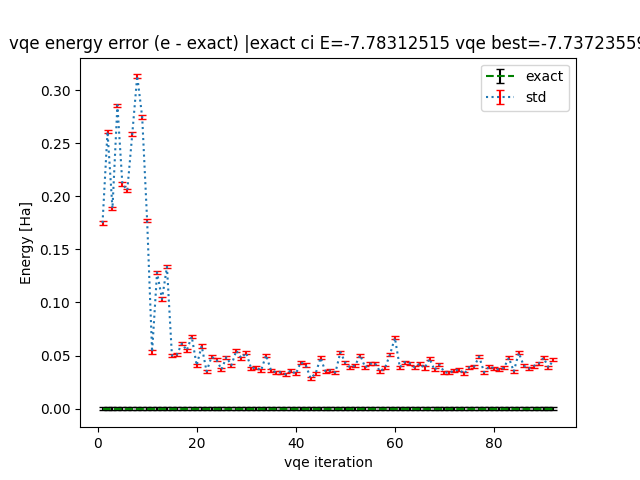 vqe energy error (e - exact) |exact ci E=-7.78312515 vqe best=-7.73723559
exact
std
0.30
0.25
0.20
0.15
0.10
0.05
0.00
Energy [Ha]
0
20
40
60
80
vqe iteration